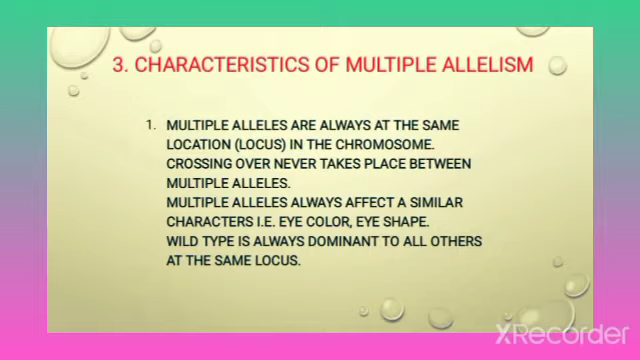 3. CHARACTERISTICS OF MULTIPLE ALLELISM
1. MULTIPLE ALLELES ARE ALWAYS AT THE SAME
LOCATION (LOCUS) IN THE CHROMOSOME.
CROSSING OVER NEVER TAKES PLACE BETWEEN
MULTIPLE ALLELES.
MULTIPLE ALLELES ALWAYS AFFECT A SIMILAR
CHARACTERS I.E. EYE COLOR, EYE SHAPE.
WILD TYPE IS ALWAYS DOMINANT TO ALL OTHERS
AT THE SAME LOCUS.
XRecorder